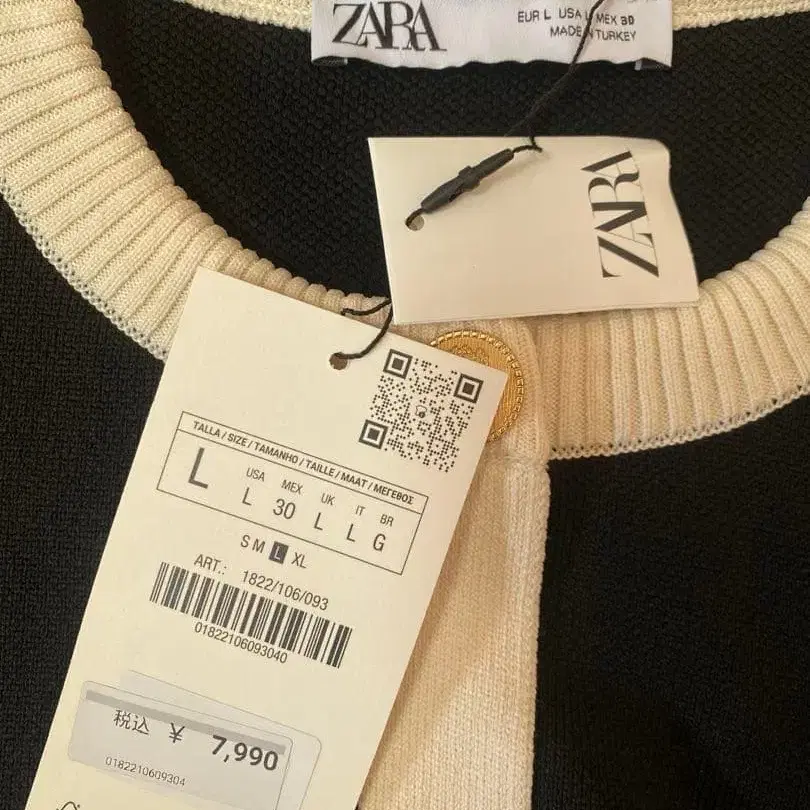 ZARA
EUR L USA L MEX 30
MADE IN TURKEY
ZARA
TALLA / SIZE / TAMANHO / TAILLE / MAAT / ΜΕΓΕΘΟΣ
L
USA MEX UK IT BR
L 30 L L G
S M L XL
ART.: 1822/106/093
01822106093040
税込 ¥ 7,990
0182210609304